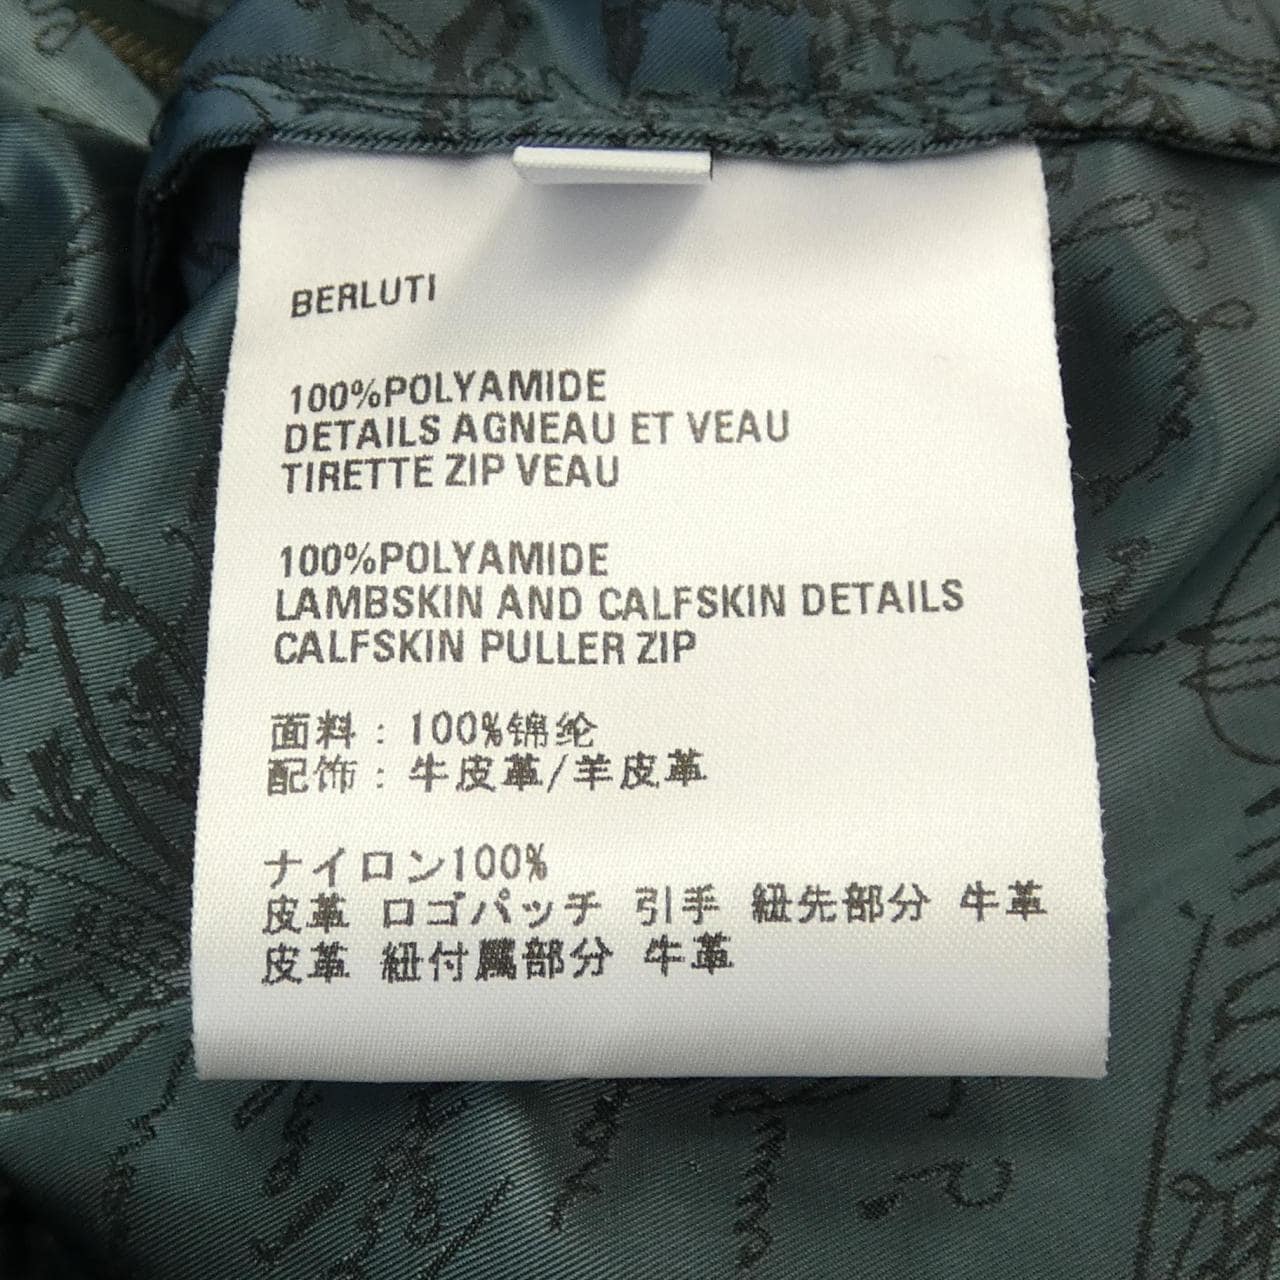 BERLUTI
100%POLYAMIDE
DETAILS AGNEAU ET VEAU
TIRETTE ZIP VEAU
100%POLYAMIDE
LAMBSKIN AND CALFSKIN DETAILS
CALFSKIN PULLER ZIP
面料：100%锦纶
配饰：牛皮革/羊皮革
ナイロン100%
皮革 ロゴパッチ 引手 紐先部分 牛革
皮革 紐付属部分 牛革